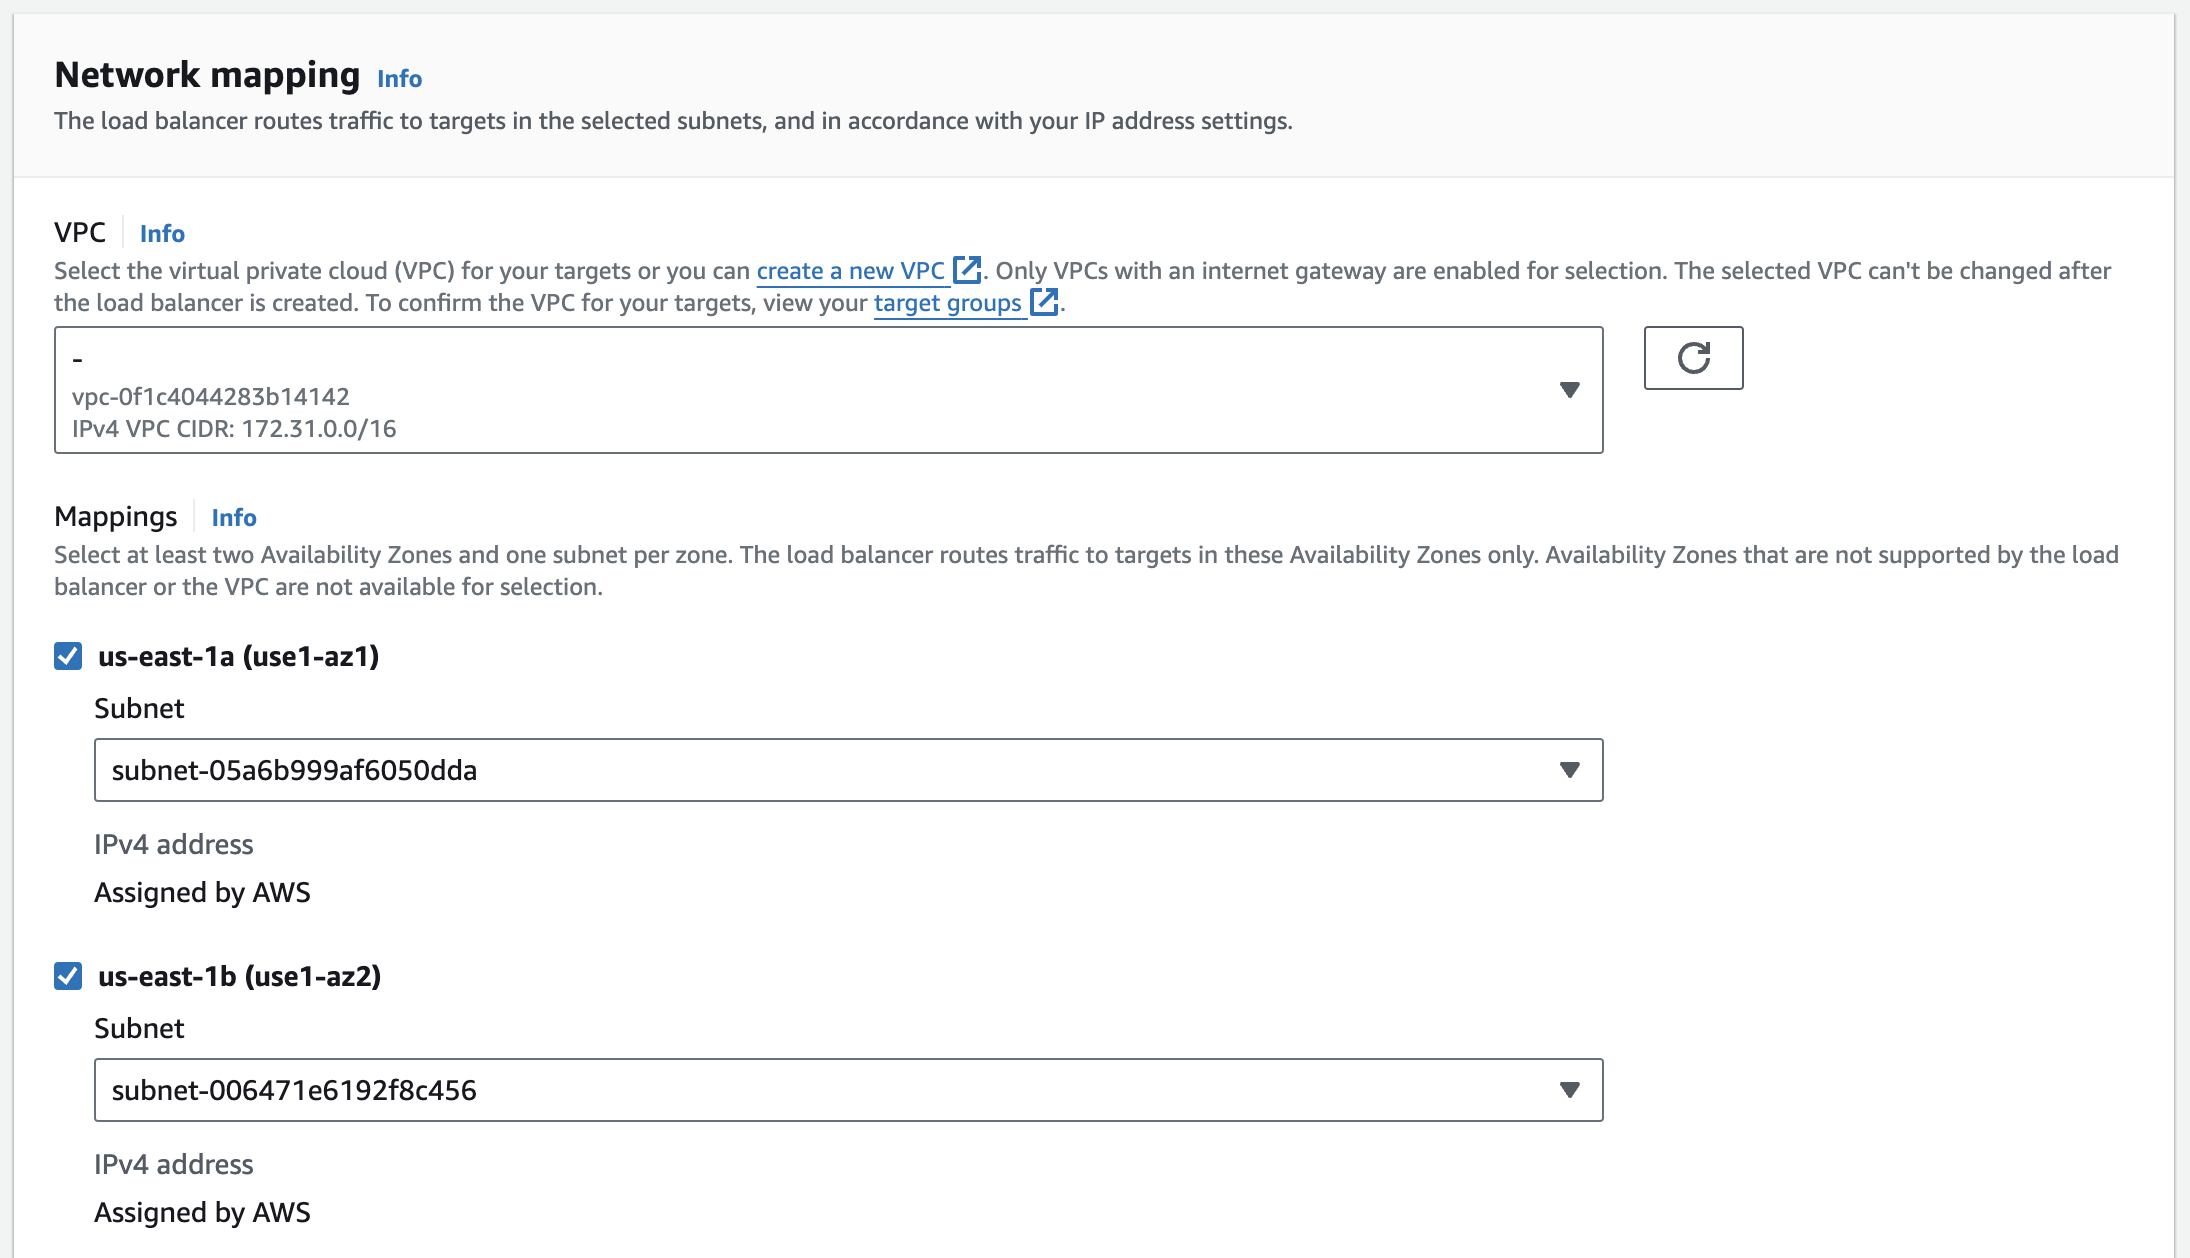 Network mapping Info
The load balancer routes traffic to targets in the selected subnets, and in accordance with your IP address settings.
VPC Info
Select the virtual private cloud (VPC) for your targets or you can create a new VPC . Only VPCs with an internet gateway are enabled for selection. The selected VPC can't be changed after
the load balancer is created. To confirm the VPC for your targets, view your target groups .
-
vpc-0f1c4044283b14142
IPv4 VPC CIDR: 172.31.0.0/16
Mappings Info
Select at least two Availability Zones and one subnet per zone. The load balancer routes traffic to targets in these Availability Zones only. Availability Zones that are not supported by the load
balancer or the VPC are not available for selection.
us-east-1a (use1-az1)
Subnet
subnet-05a6b999af6050dda
IPv4 address
Assigned by AWS
us-east-1b (use1-az2)
Subnet
subnet-006471e6192f8c456
IPv4 address
Assigned by AWS